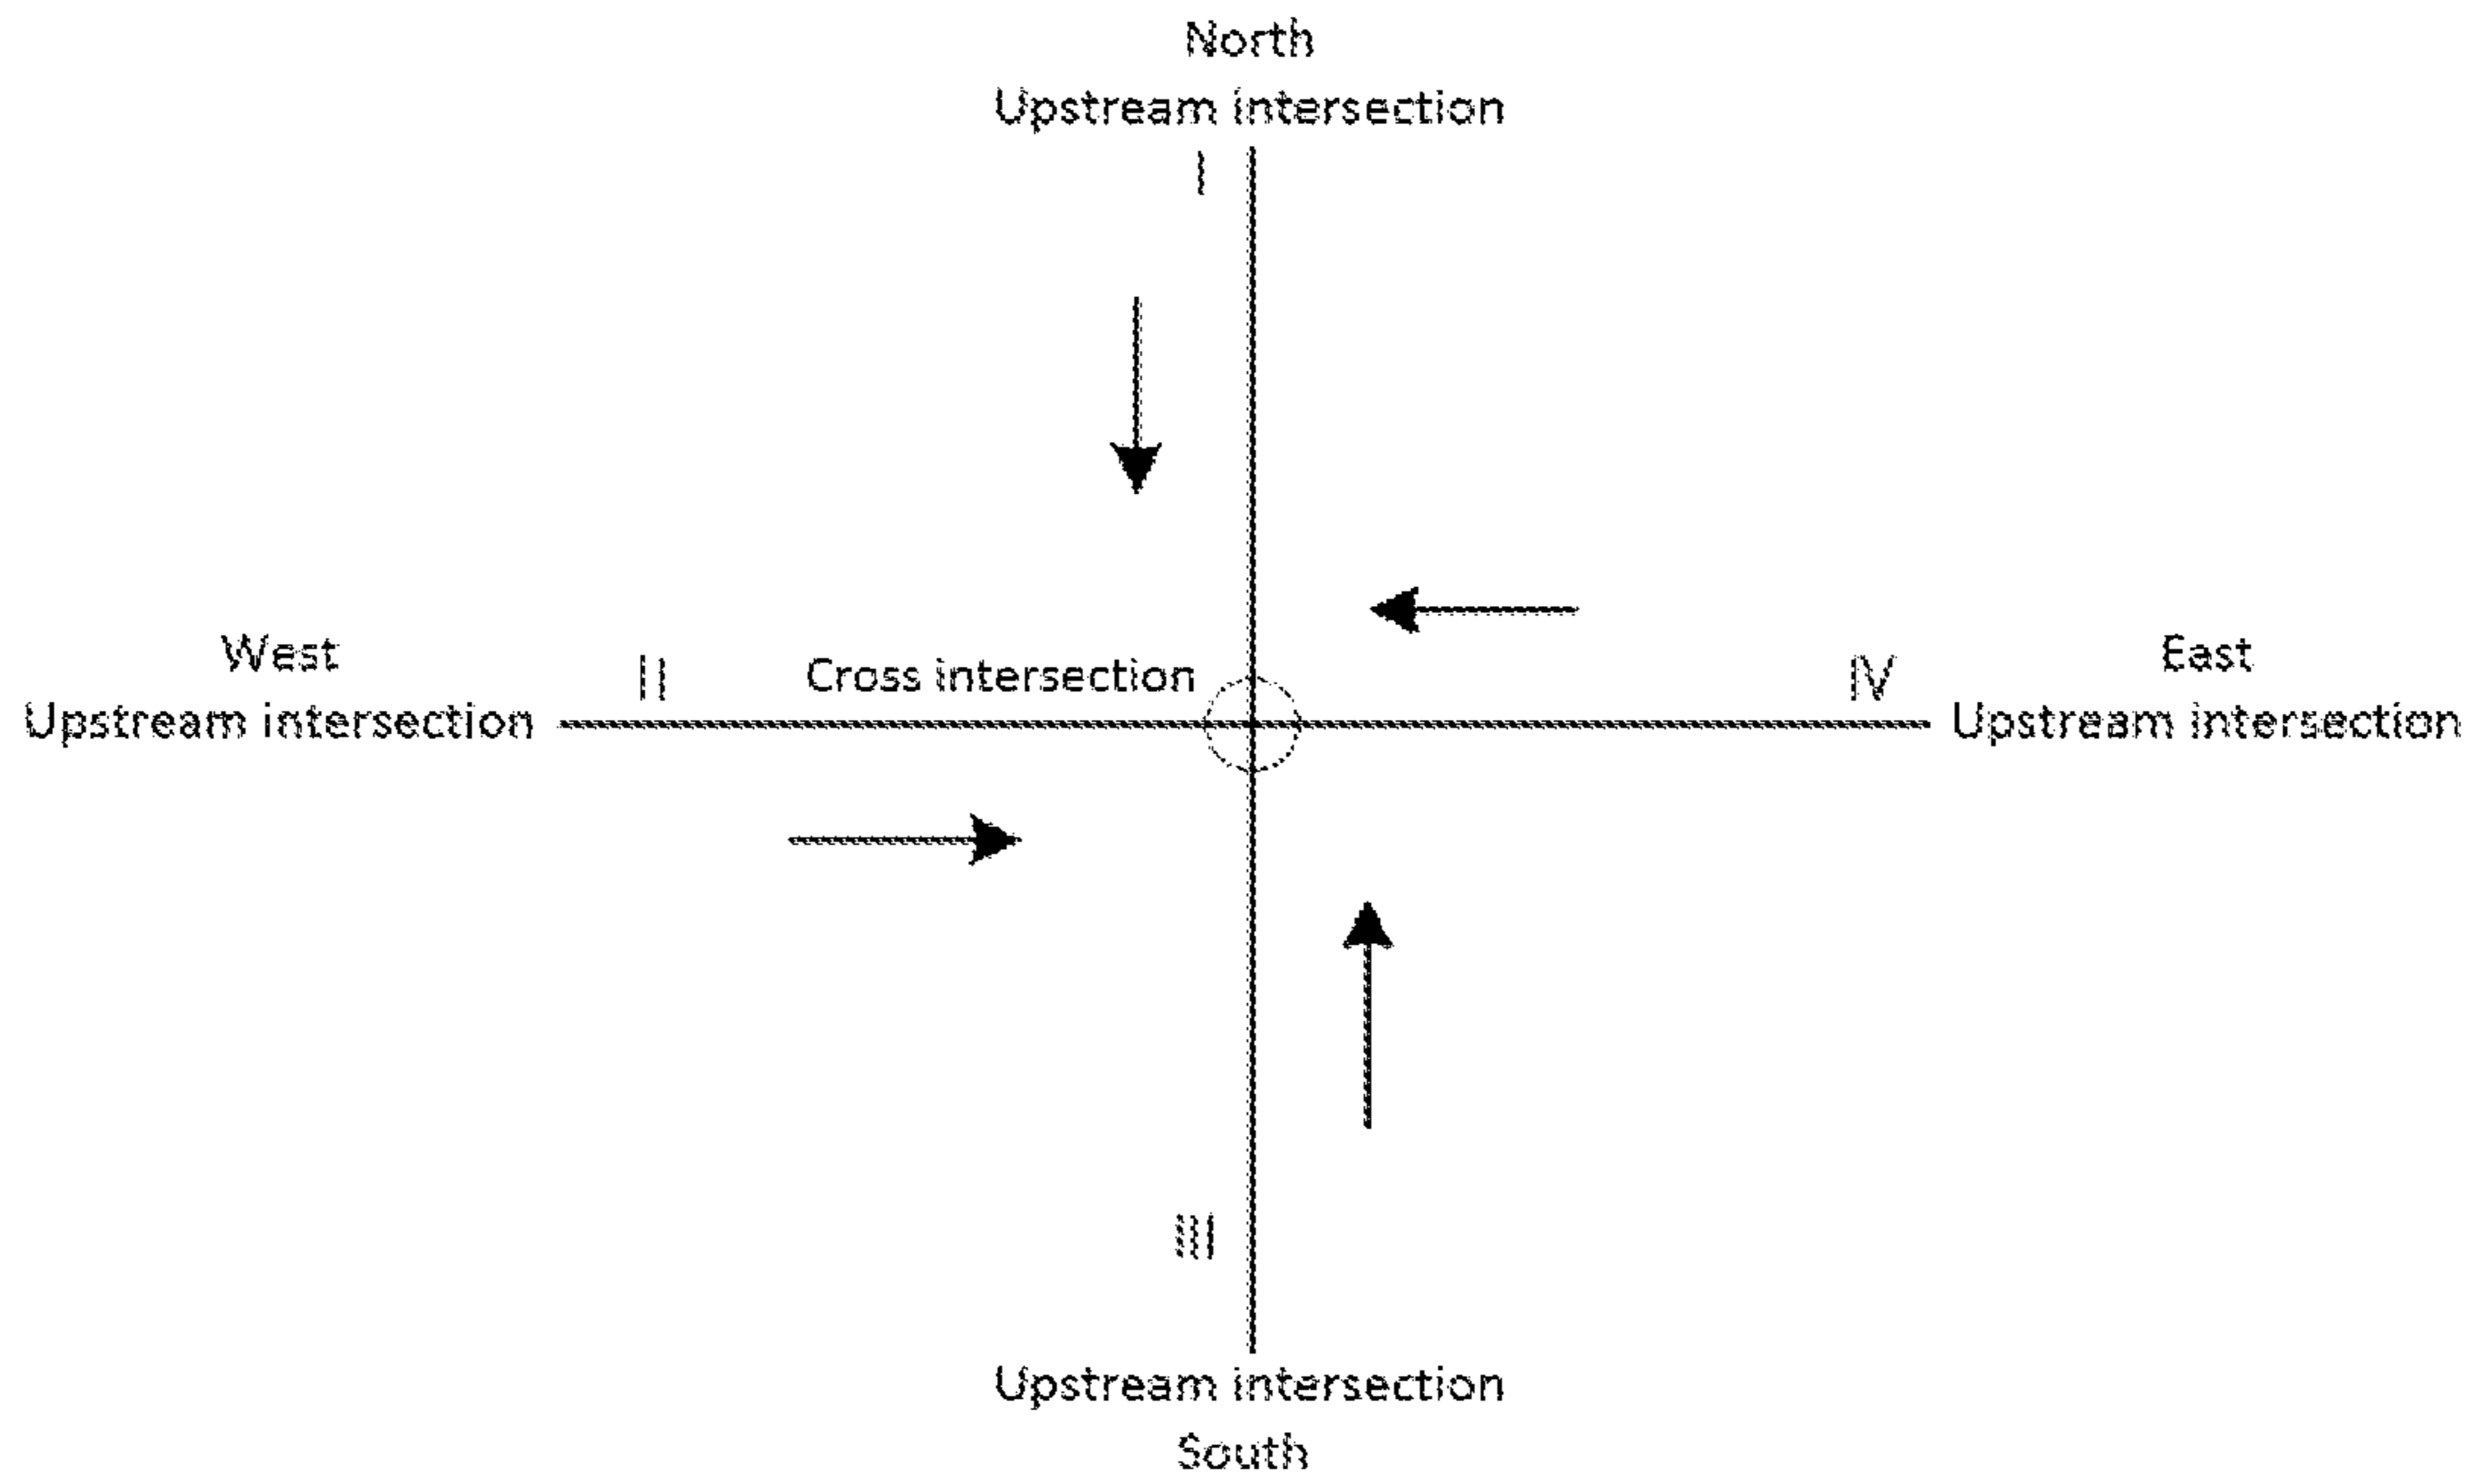 North
Upstream intersection
I
West
Upstream intersection
II
Cross intersection
IV
East
Upstream intersection
III
Upstream intersection
South